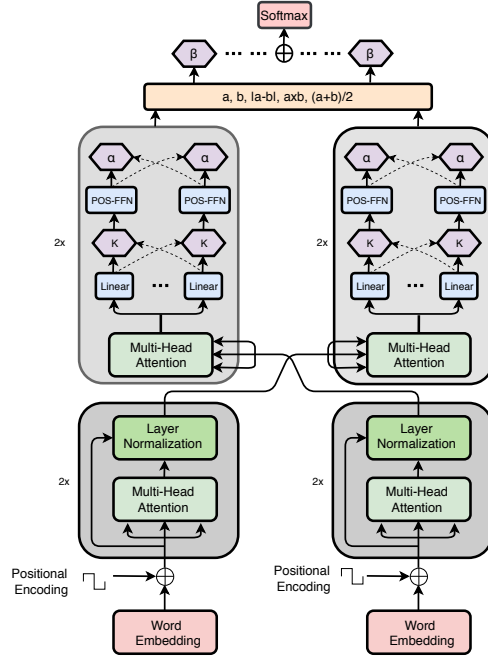 Softmax
β
β
a, b, |a-b|, axb, (a+b)/2
α
α
α
α
POS-FFN
POS-FFN
POS-FFN
POS-FFN
2x
2x
K
K
K
K
Linear
...
Linear
Linear
...
Linear
Multi-Head
Attention
Multi-Head
Attention
Layer
Normalization
Layer
Normalization
2x
2x
Multi-Head
Attention
Multi-Head
Attention
Positional
Encoding
Positional
Encoding
Word
Embedding
Word
Embedding